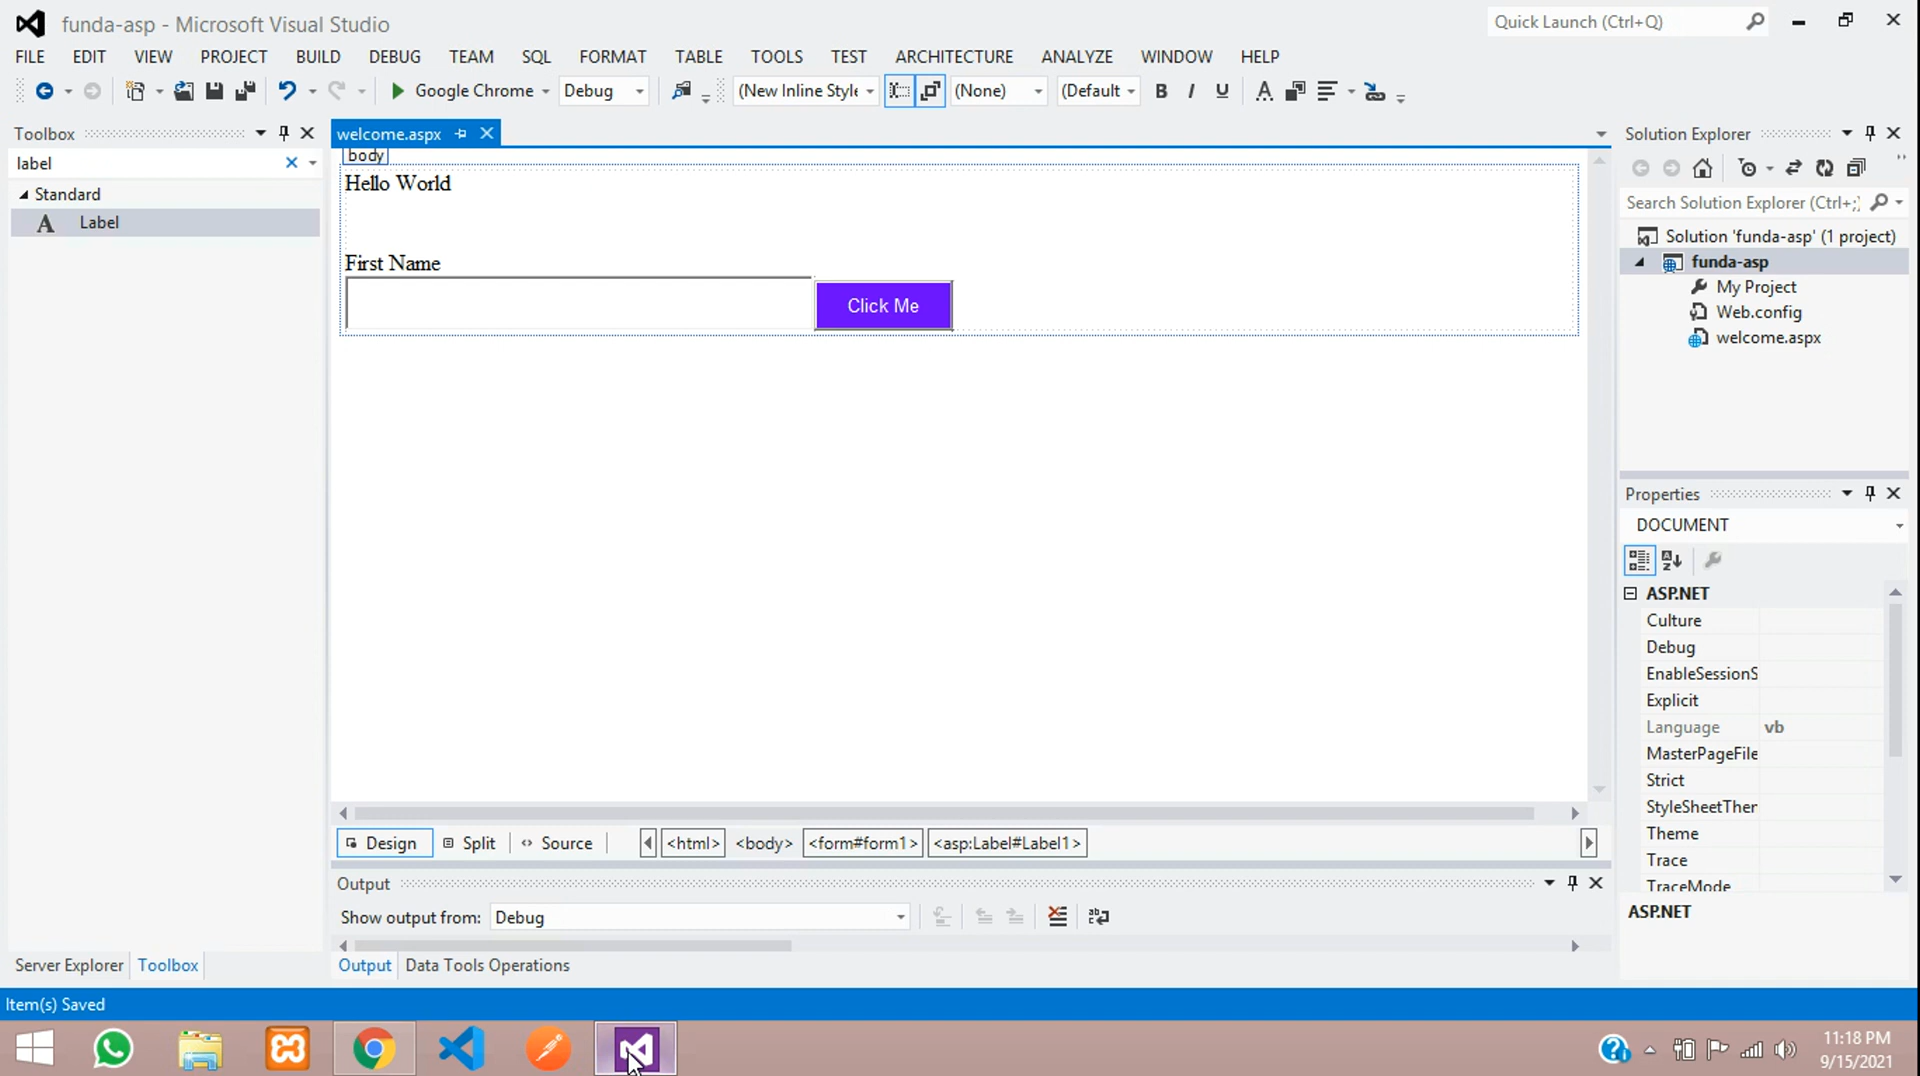 funda-asp - Microsoft Visual Studio
Quick Launch (Ctrl+Q)
FILE EDIT VIEW PROJECT BUILD DEBUG TEAM SQL FORMAT TABLE TOOLS TEST ARCHITECTURE ANALYZE WINDOW HELP
Google Chrome Debug (New Inline Style (None) (Default B I U A
Toolbox
label
Standard
A Label
Server Explorer Toolbox
welcome.aspx
body
Hello World
First Name
Click Me
Design Split Source <html> <body> <form#form1> <asp:Label#Label1>
Output
Show output from: Debug
Output Data Tools Operations
Solution Explorer
Search Solution Explorer (Ctrl+;)
Solution 'funda-asp' (1 project)
funda-asp
My Project
Web.config
welcome.aspx
Properties
DOCUMENT
ASP.NET
Culture
Debug
EnableSessionS
Explicit
Language vb
MasterPageFile
Strict
StyleSheetTher
Theme
Trace
TraceMode
ASP.NET
Item(s) Saved
11:18 PM
9/15/2021